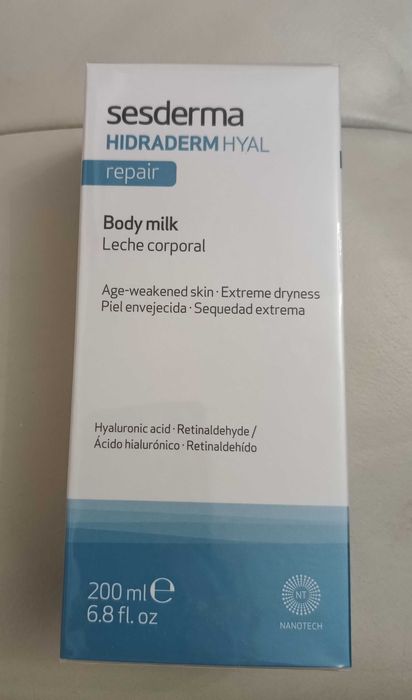 sesderma
HIDRADERM HYAL
repair
Body milk
Leche corporal
Age-weakened skin · Extreme dryness
Piel envejecida · Sequedad extrema
Hyaluronic acid · Retinaldehyde /
Ácido hialurónico · Retinaldehído
200 ml ℮
6.8 fl. oz
NT
NANOTECH